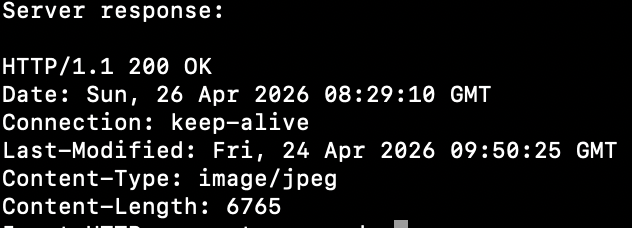 Server response:
HTTP/1.1 200 OK
Date: Sun, 26 Apr 2026 08:29:10 GMT
Connection: keep-alive
Last-Modified: Fri, 24 Apr 2026 09:50:25 GMT
Content-Type: image/jpeg
Content-Length: 6765